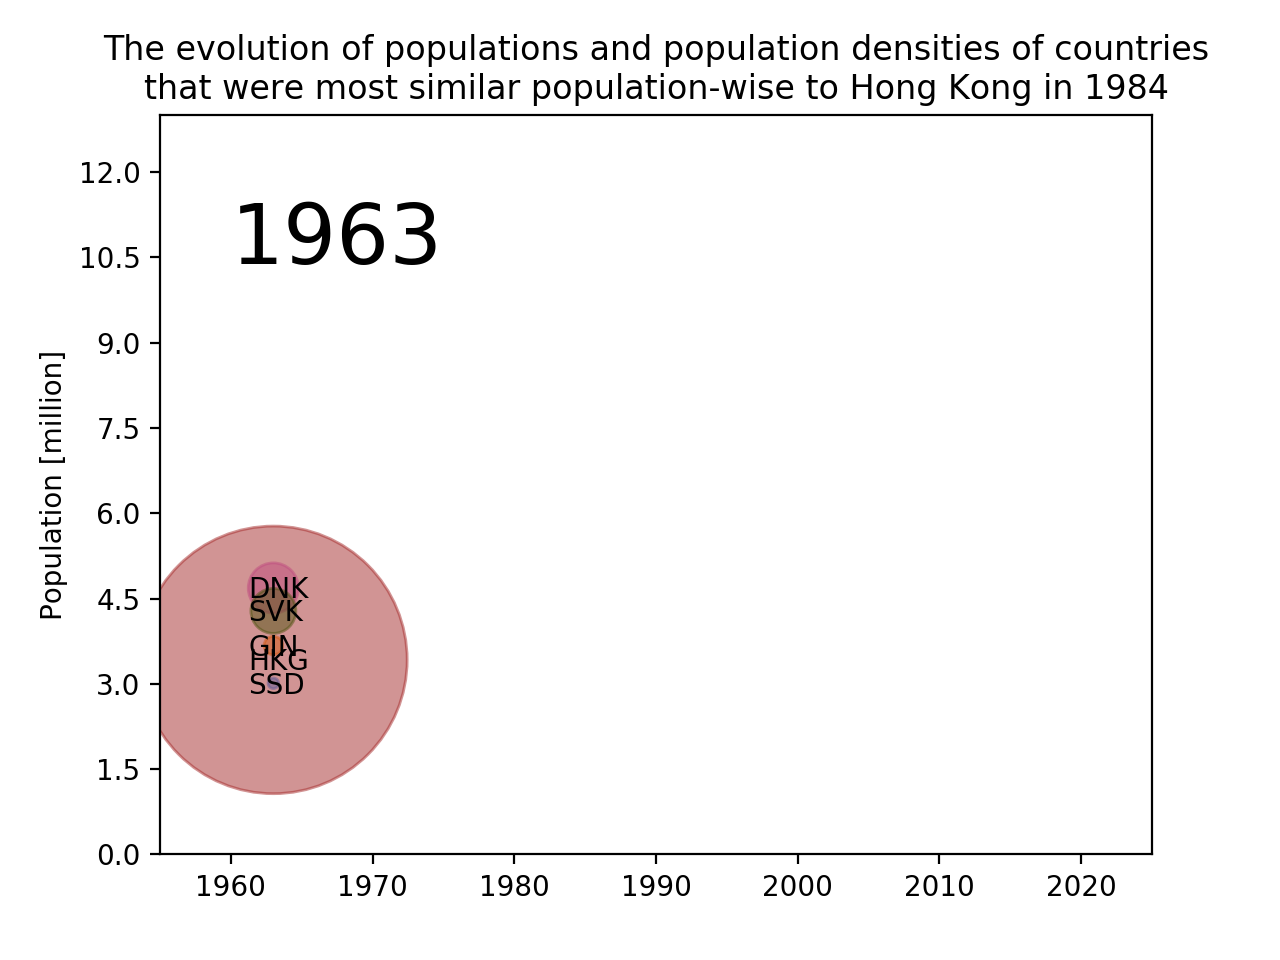 The evolution of populations and population densities of countries
that were most similar population-wise to Hong Kong in 1984
12.0
1963
10.5
9.0
Population [million]
7.5
6.0
DNK
4.5
SVK
GIN
HKG
3.0
SSD
1.5
0.0
1960 1970 1980 1990 2000 2010 2020